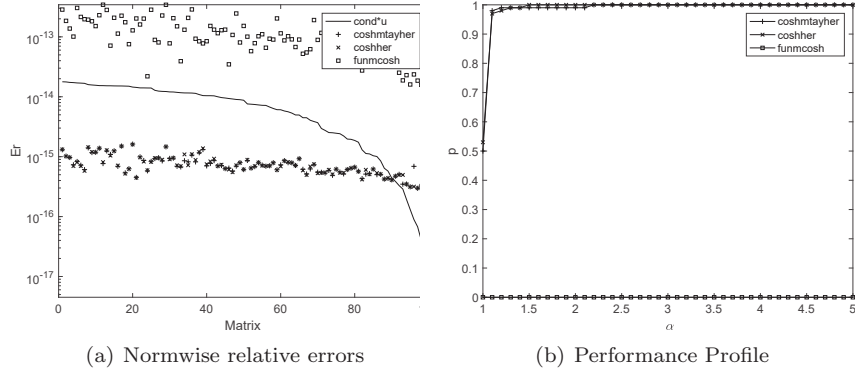 10^-13
10^-14
10^-15
10^-16
10^-17
Er
0 20 40 60 80
Matrix
cond*u
coshmtayher
coshher
funmcosh
(a) Normwise relative errors
1
0.9
0.8
0.7
0.6
0.5
0.4
0.3
0.2
0.1
0
p
1 1.5 2 2.5 3 3.5 4 4.5 5
α
coshmtayher
coshher
funmcosh
(b) Performance Profile